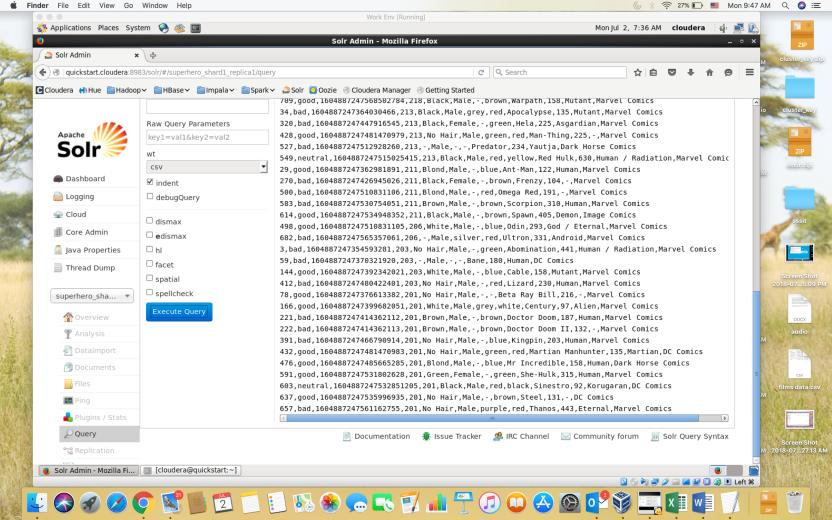 Finder File Edit View Go Window Help
27% Mon 9:47 AM
Work Env [Running]
Applications Places System
Mon Jul 2, 7:36 AM cloudera
Solr Admin - Mozilla Firefox
Solr Admin
quickstart.cloudera:8983/solr/#/superhero_shard1_replica1/query
Search
Cloudera Hue Hadoop HBase Impala Spark Solr Oozie Cloudera Manager Getting Started
Apache
Solr
Dashboard
Logging
Cloud
Core Admin
Java Properties
Thread Dump
superhero_sha...
Overview
Analysis
Dataimport
Documents
Files
Ping
Plugins / Stats
Query
Replication
Raw Query Parameters
key1=val1&key2=val2
wt
csv
indent
debugQuery
dismax
edismax
hl
facet
spatial
spellcheck
Execute Query
709,good,1604887247568502784,218,Black,Male,-,brown,Warpath,158,Mutant,Marvel Comics
34,bad,1604887247364030466,213,Black,Male,grey,red,Apocalypse,135,Mutant,Marvel Comics
320,bad,1604887247447916545,213,Black,Female,-,green,Hela,225,Asgardian,Marvel Comics
428,good,1604887247481470979,213,No Hair,Male,green,red,Man-Thing,225,-,Marvel Comics
527,bad,1604887247512928260,213,-,Male,-,-,Predator,234,Yautja,Dark Horse Comics
549,neutral,1604887247515025415,213,Black,Male,red,yellow,Red Hulk,630,Human / Radiation,Marvel Comic
29,good,1604887247362981891,211,Blond,Male,-,blue,Ant-Man,122,Human,Marvel Comics
270,bad,1604887247426945026,211,Black,Female,-,brown,Frenzy,104,-,Marvel Comics
500,bad,1604887247510831106,211,Blond,Male,-,red,Omega Red,191,-,Marvel Comics
583,bad,1604887247530754051,211,Brown,Male,-,brown,Scorpion,310,Human,Marvel Comics
614,good,1604887247534948352,211,Black,Male,-,brown,Spawn,405,Demon,Image Comics
498,good,1604887247510831105,206,White,Male,-,blue,Odin,293,God / Eternal,Marvel Comics
682,bad,1604887247565357061,206,-,Male,silver,red,Ultron,331,Android,Marvel Comics
3,bad,1604887247354593281,203,No Hair,Male,-,green,Abomination,441,Human / Radiation,Marvel Comics
59,bad,1604887247370321920,203,-,Male,-,-,Bane,180,Human,DC Comics
144,good,1604887247392342021,203,White,Male,-,blue,Cable,158,Mutant,Marvel Comics
412,bad,1604887247480422401,203,No Hair,Male,-,red,Lizard,230,Human,Marvel Comics
78,good,1604887247376613382,203,No Hair,Male,-,-,Beta Ray Bill,216,-,Marvel Comics
166,good,1604887247399682051,201,White,Male,grey,white,Century,97,Alien,Marvel Comics
221,bad,1604887247414362112,201,Brown,Male,-,brown,Doctor Doom,187,Human,Marvel Comics
222,bad,1604887247414362113,201,Brown,Male,-,brown,Doctor Doom II,132,-,Marvel Comics
391,bad,1604887247466790914,201,No Hair,Male,-,blue,Kingpin,203,Human,Marvel Comics
432,good,1604887247481470983,201,No Hair,Male,green,red,Martian Manhunter,135,Martian,DC Comics
476,good,1604887247485665285,201,Blond,Male,-,blue,Mr Incredible,158,Human,Dark Horse Comics
591,good,1604887247531802628,201,Green,Female,-,green,She-Hulk,315,Human,Marvel Comics
603,neutral,1604887247532851205,201,Black,Male,red,black,Sinestro,92,Korugaran,DC Comics
637,good,1604887247535996935,201,No Hair,Male,-,brown,Steel,131,-,DC Comics
657,bad,1604887247561162755,201,No Hair,Male,purple,red,Thanos,443,Eternal,Marvel Comics
Documentation Issue Tracker IRC Channel Community forum Solr Query Syntax
Solr Admin - Mozilla Fi... [cloudera@quickstart:~]
Left ⌘
ZIP
ZIP
Screen Shot
DOCX
audio
CSV
films data.csv
Screen Shot